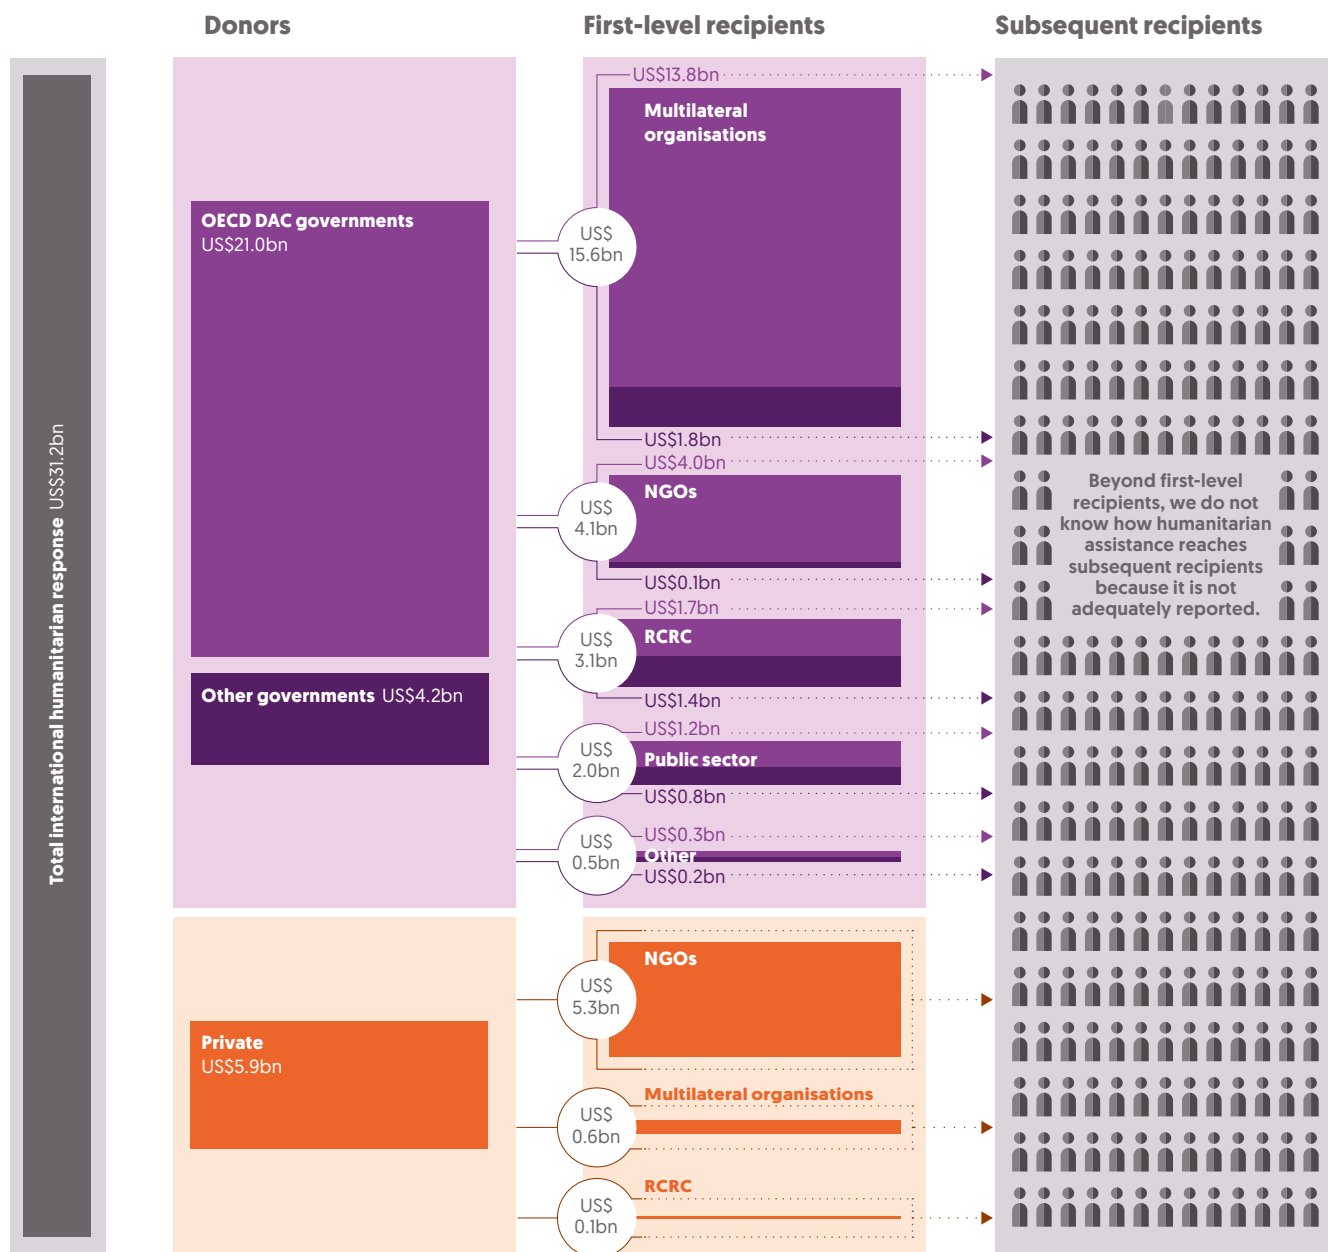 Donors
First-level recipients
Subsequent recipients
Total international humanitarian response US$31.2bn
OECD DAC governments
US$21.0bn
Other governments US$4.2bn
US$
15.6bn
US$13.8bn
Multilateral
organisations
US$1.8bn
US$
4.1bn
US$4.0bn
NGOs
US$0.1bn
US$
3.1bn
US$1.7bn
RCRC
US$1.4bn
US$
2.0bn
US$1.2bn
Public sector
US$0.8bn
US$
0.5bn
US$0.3bn
Other
US$0.2bn
Private
US$5.9bn
US$
5.3bn
NGOs
US$
0.6bn
Multilateral organisations
US$
0.1bn
RCRC
Beyond first-level
recipients, we do not
know how humanitarian
assistance reaches
subsequent recipients
because it is not
adequately reported.